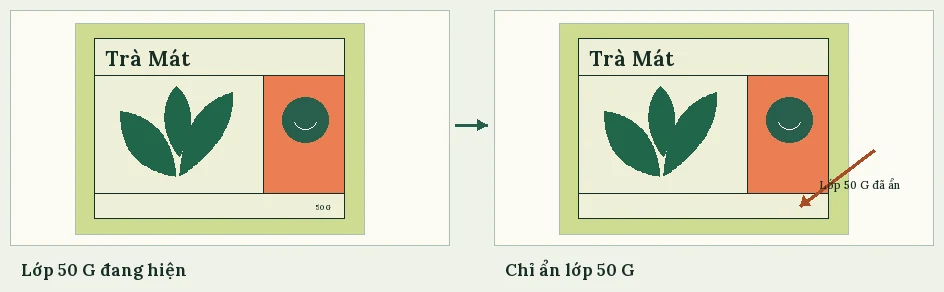 Trà Mát
50 G
Lớp 50 G đang hiện
Trà Mát
Lớp 50 G đã ẩn
Chỉ ẩn lớp 50 G